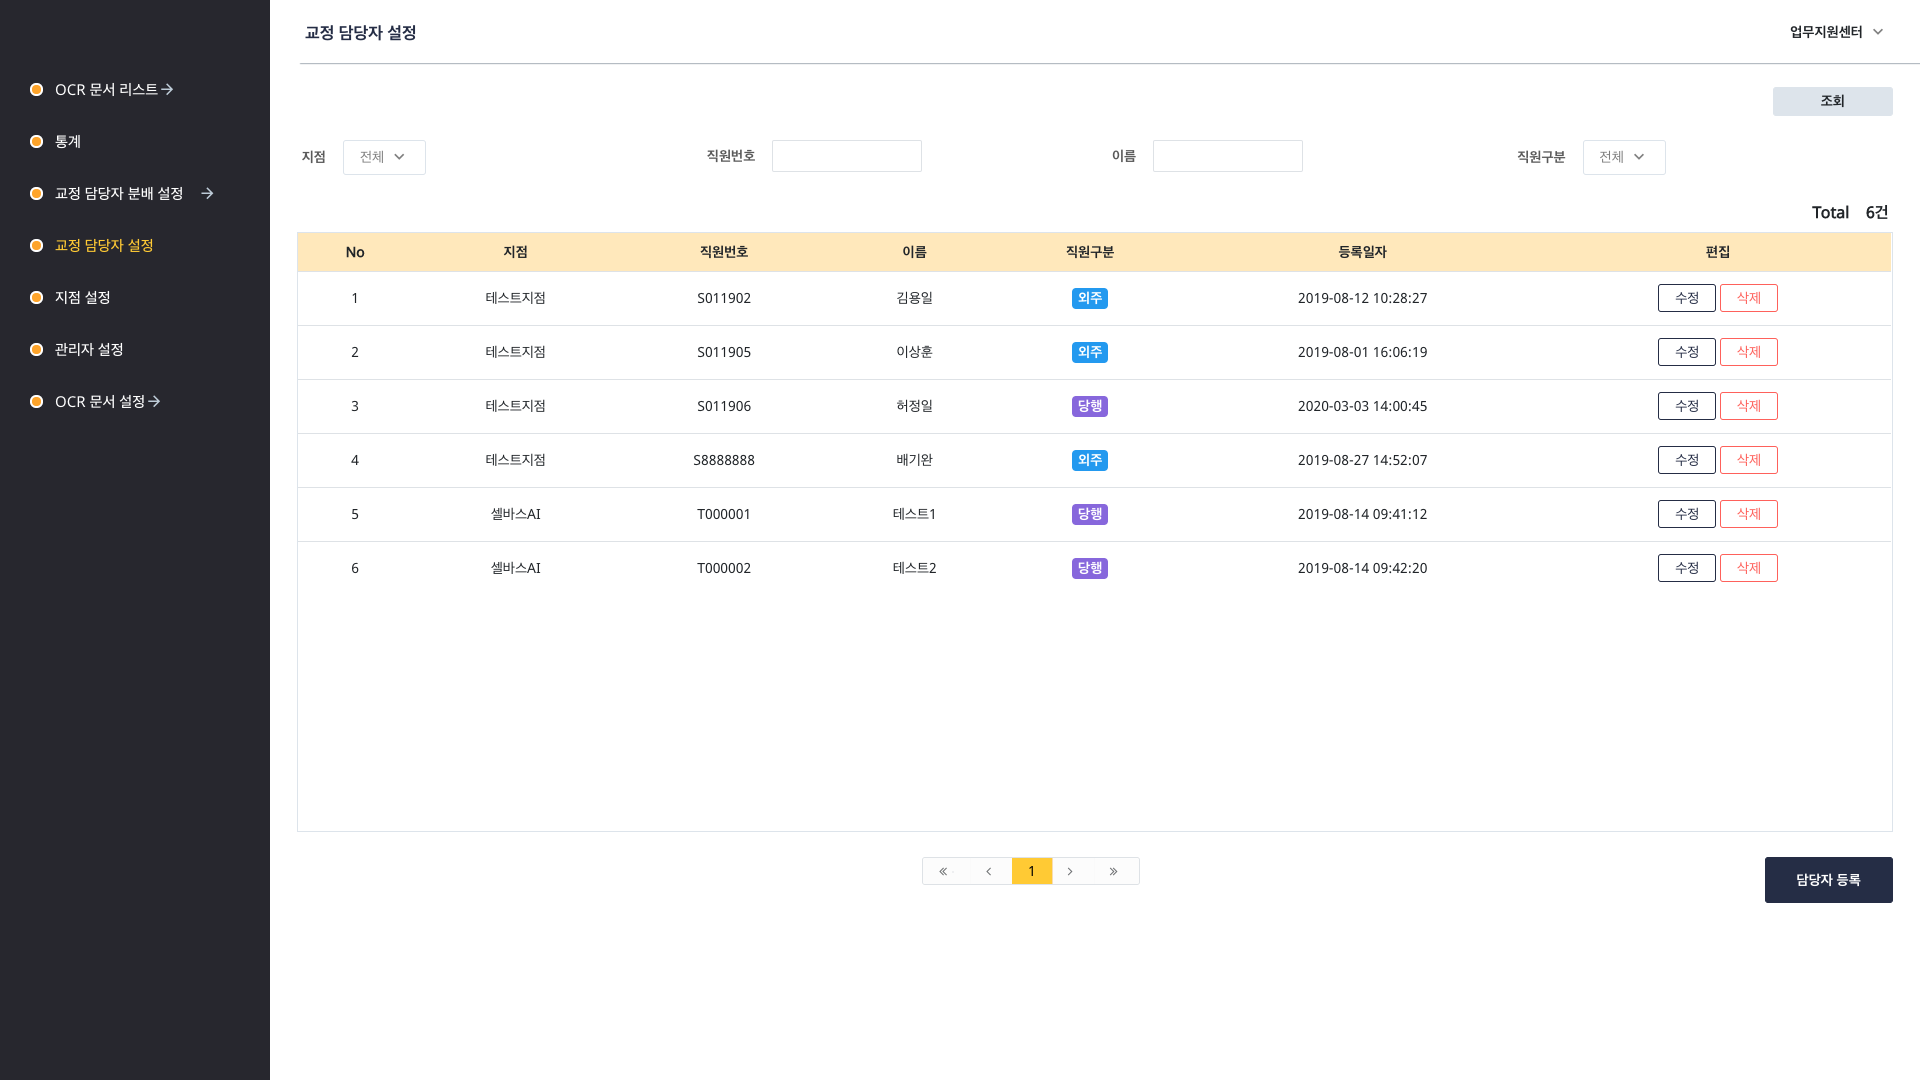 교정 담당자 설정
업무지원센터
OCR 문서 리스트
통계
교정 담당자 분배 설정
교정 담당자 설정
지점 설정
관리자 설정
OCR 문서 설정
조회
지점 전체 직원번호 이름 직원구분 전체
Total 6건
No 지점 직원번호 이름 직원구분 등록일자 편집
1 테스트지점 S011902 김용일 외주 2019-08-12 10:28:27 수정 삭제
2 테스트지점 S011905 이상훈 외주 2019-08-01 16:06:19 수정 삭제
3 테스트지점 S011906 허정일 당행 2020-03-03 14:00:45 수정 삭제
4 테스트지점 S8888888 배기완 외주 2019-08-27 14:52:07 수정 삭제
5 셀바스AI T000001 테스트1 당행 2019-08-14 09:41:12 수정 삭제
6 셀바스AI T000002 테스트2 당행 2019-08-14 09:42:20 수정 삭제
« ‹ 1 › »
담당자 등록